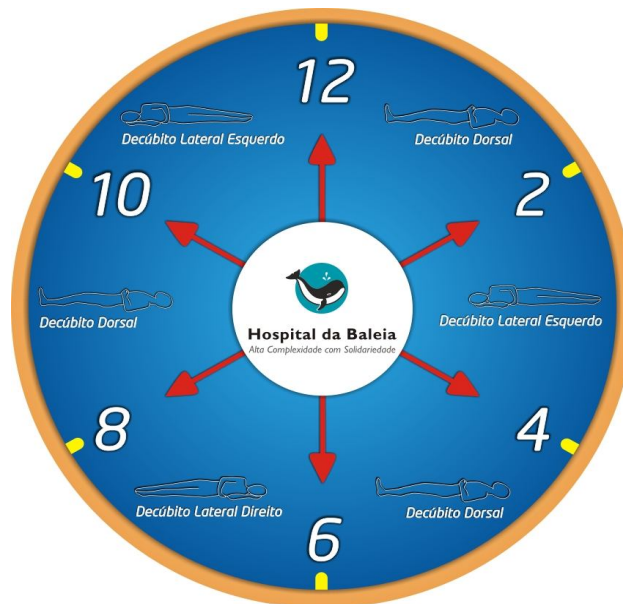 12
Decúbito Lateral Esquerdo
Decúbito Dorsal
10
2
Decúbito Dorsal
Hospital da Baleia
Alta Complexidade com Solidariedade
Decúbito Lateral Esquerdo
8
4
Decúbito Lateral Direito
Decúbito Dorsal
6